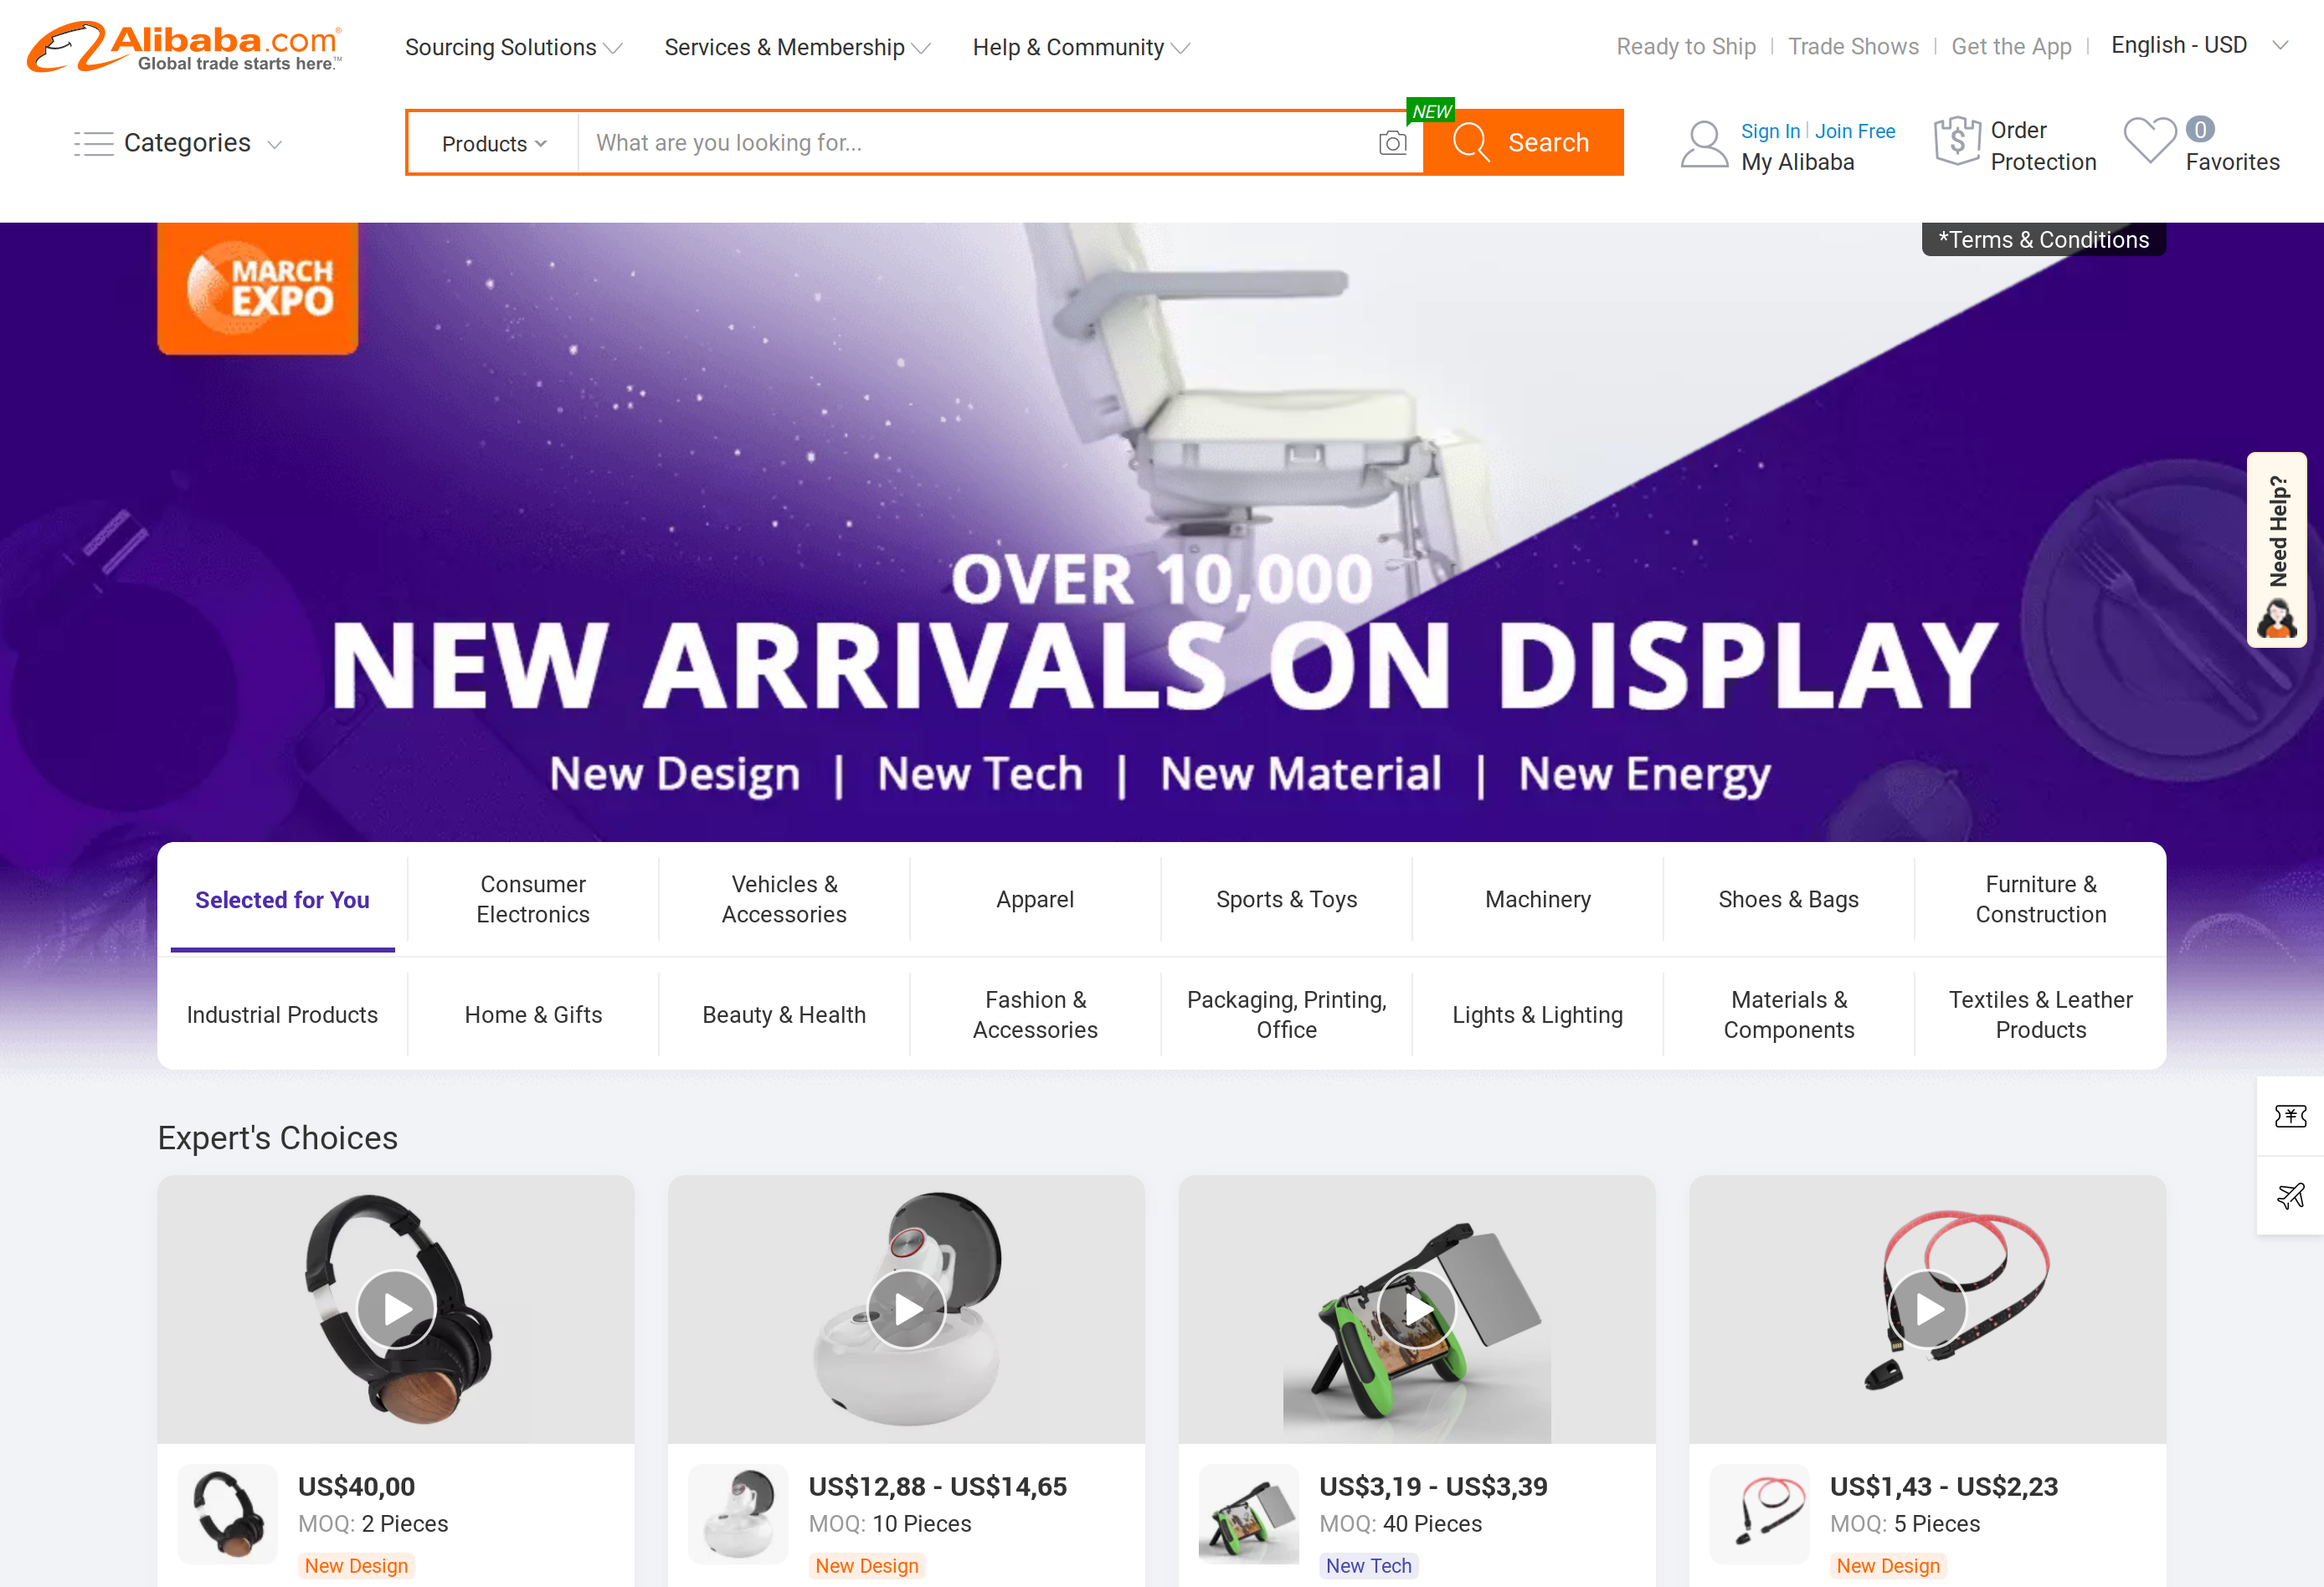 Alibaba.com®
Global trade starts here.™
Sourcing Solutions
Services & Membership
Help & Community
Ready to Ship
Trade Shows
Get the App
English - USD
Categories
Products
What are you looking for...
NEW
Search
Sign In
Join Free
My Alibaba
Order
Protection
0
Favorites
MARCH
EXPO
*Terms & Conditions
Need Help?
OVER 10,000
NEW ARRIVALS ON DISPLAY
New Design | New Tech | New Material | New Energy
Selected for You
Consumer
Electronics
Vehicles &
Accessories
Apparel
Sports & Toys
Machinery
Shoes & Bags
Furniture &
Construction
Industrial Products
Home & Gifts
Beauty & Health
Fashion &
Accessories
Packaging, Printing,
Office
Lights & Lighting
Materials &
Components
Textiles & Leather
Products
Expert's Choices
US$40,00
MOQ: 2 Pieces
New Design
US$12,88 - US$14,65
MOQ: 10 Pieces
New Design
US$3,19 - US$3,39
MOQ: 40 Pieces
New Tech
US$1,43 - US$2,23
MOQ: 5 Pieces
New Design